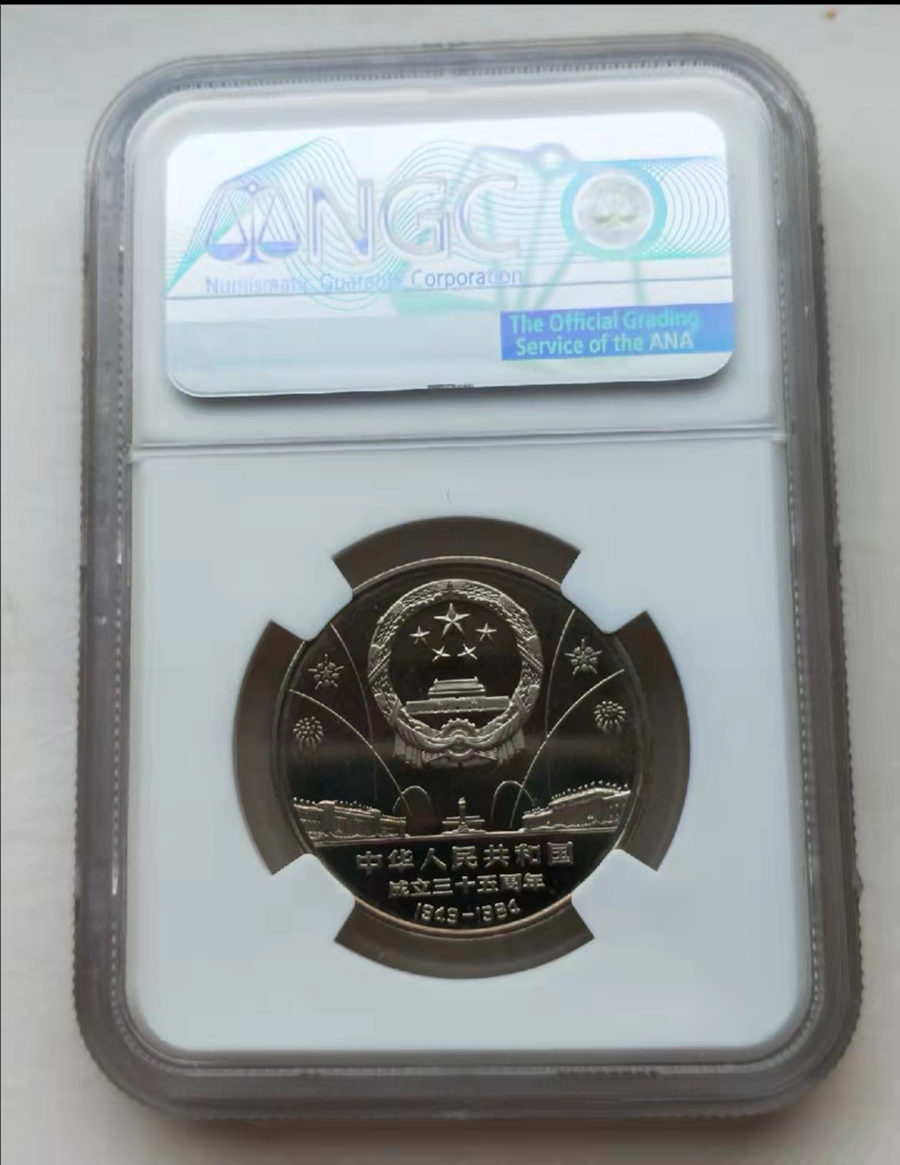 NGC
Numismatic Guaranty Corporation
The Official Grading
Service of the ANA
中华人民共和国
成立三十五周年
1949-1984